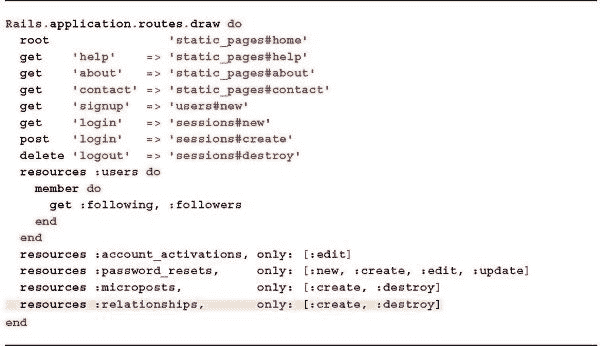 Rails.application.routes.draw do
  root                'static_pages#home'
  get    'help'    => 'static_pages#help'
  get    'about'   => 'static_pages#about'
  get    'contact' => 'static_pages#contact'
  get    'signup'  => 'users#new'
  get    'login'   => 'sessions#new'
  post   'login'   => 'sessions#create'
  delete 'logout'  => 'sessions#destroy'
  resources :users do
    member do
      get :following, :followers
    end
  end
  resources :account_activations, only: [:edit]
  resources :password_resets,     only: [:new, :create, :edit, :update]
  resources :microposts,          only: [:create, :destroy]
  resources :relationships,       only: [:create, :destroy]
end